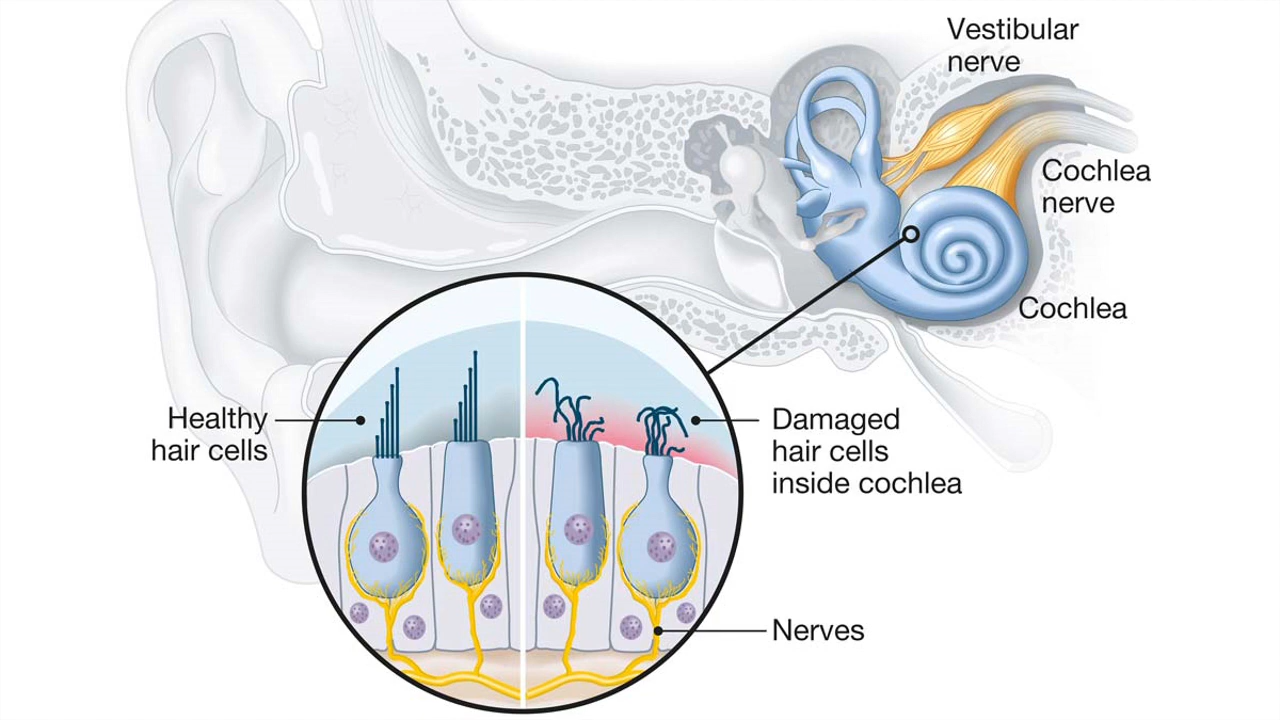 Vestibular
nerve
Cochlea
nerve
Cochlea
Healthy
hair cells
Damaged
hair cells
inside cochlea
Nerves